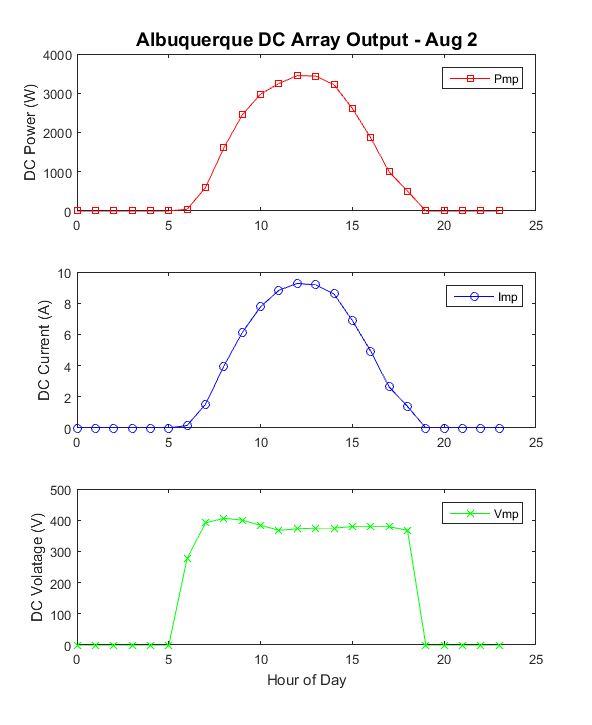 Albuquerque DC Array Output - Aug 2
4000
3000
2000
1000
0
DC Power (W)
Pmp
0 5 10 15 20 25
10
8
6
4
2
0
DC Current (A)
Imp
0 5 10 15 20 25
500
400
300
200
100
0
DC Volatage (V)
Vmp
0 5 10 15 20 25
Hour of Day